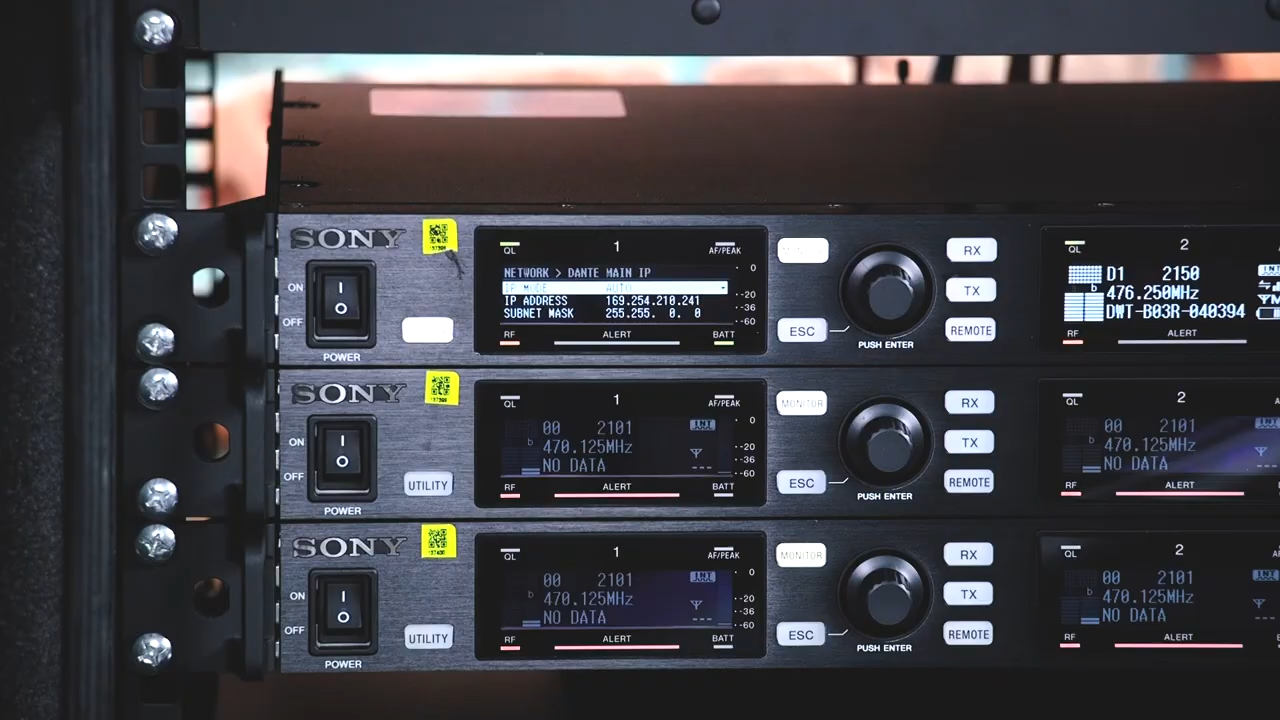 SONY
ON
OFF
POWER
1
QL
AF/PEAK
NETWORK > DANTE MAIN IP
IP MODE AUTO
IP ADDRESS 169.254.210.241
SUBNET MASK 255.255. 0. 0
0
-20
-36
-60
RF
ALERT
BATT
ESC
PUSH ENTER
RX
TX
REMOTE
2
QL
D1 2150
b
476.250MHz
DWT-B03R-040394
RF
ALERT
SONY
ON
OFF
POWER
UTILITY
1
QL
AF/PEAK
00 2101
INT
b
470.125MHz
NO DATA
---
0
-20
-36
-60
RF
ALERT
BATT
MONITOR
ESC
PUSH ENTER
RX
TX
REMOTE
2
QL
00 2101
INT
b
470.125MHz
NO DATA
RF
ALERT
SONY
ON
OFF
POWER
UTILITY
1
QL
AF/PEAK
00 2101
INT
b
470.125MHz
NO DATA
---
0
-20
-36
-60
RF
ALERT
BATT
MONITOR
ESC
PUSH ENTER
RX
TX
REMOTE
2
QL
00 2101
INT
b
470.125MHz
NO DATA
RF
ALERT